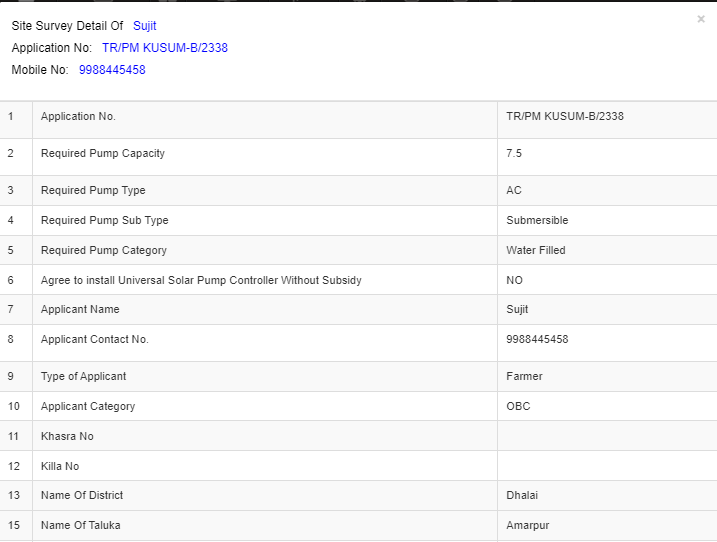 ×
Site Survey Detail Of Sujit
Application No: TR/PM KUSUM-B/2338
Mobile No: 9988445458
1 Application No. TR/PM KUSUM-B/2338
2 Required Pump Capacity 7.5
3 Required Pump Type AC
4 Required Pump Sub Type Submersible
5 Required Pump Category Water Filled
6 Agree to install Universal Solar Pump Controller Without Subsidy NO
7 Applicant Name Sujit
8 Applicant Contact No. 9988445458
9 Type of Applicant Farmer
10 Applicant Category OBC
11 Khasra No
12 Killa No
13 Name Of District Dhalai
15 Name Of Taluka Amarpur